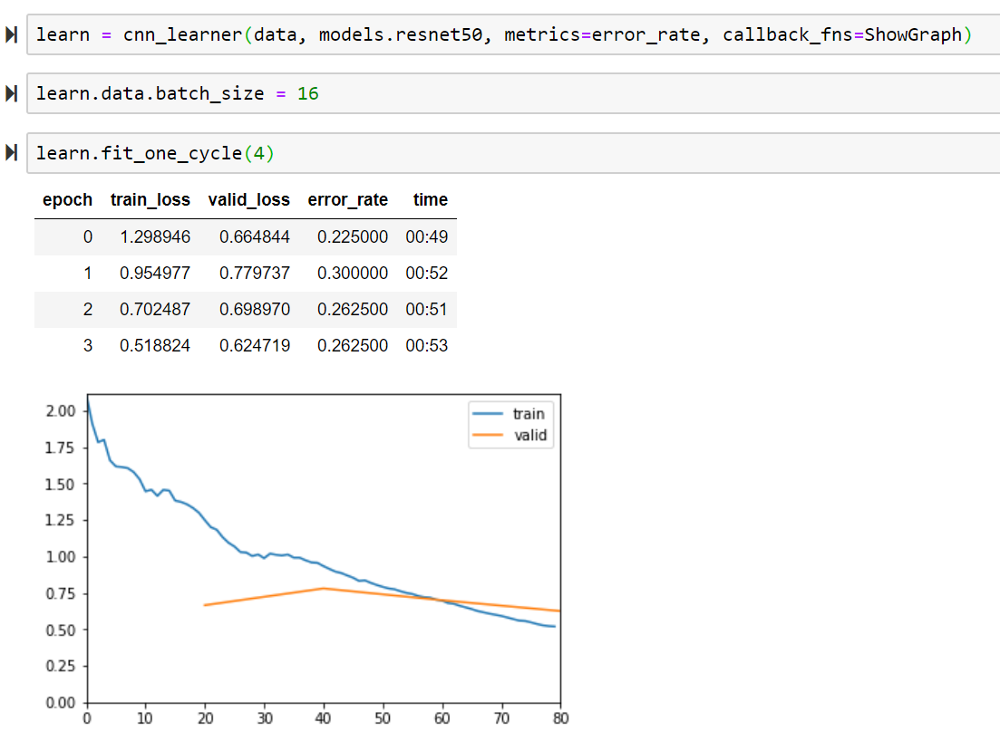 learn = cnn_learner(data, models.resnet50, metrics=error_rate, callback_fns=ShowGraph)
learn.data.batch_size = 16
learn.fit_one_cycle(4)
epoch train_loss valid_loss error_rate time
0 1.298946 0.664844 0.225000 00:49
1 0.954977 0.779737 0.300000 00:52
2 0.702487 0.698970 0.262500 00:51
3 0.518824 0.624719 0.262500 00:53
train
valid
2.00
1.75
1.50
1.25
1.00
0.75
0.50
0.25
0.00
0 10 20 30 40 50 60 70 80